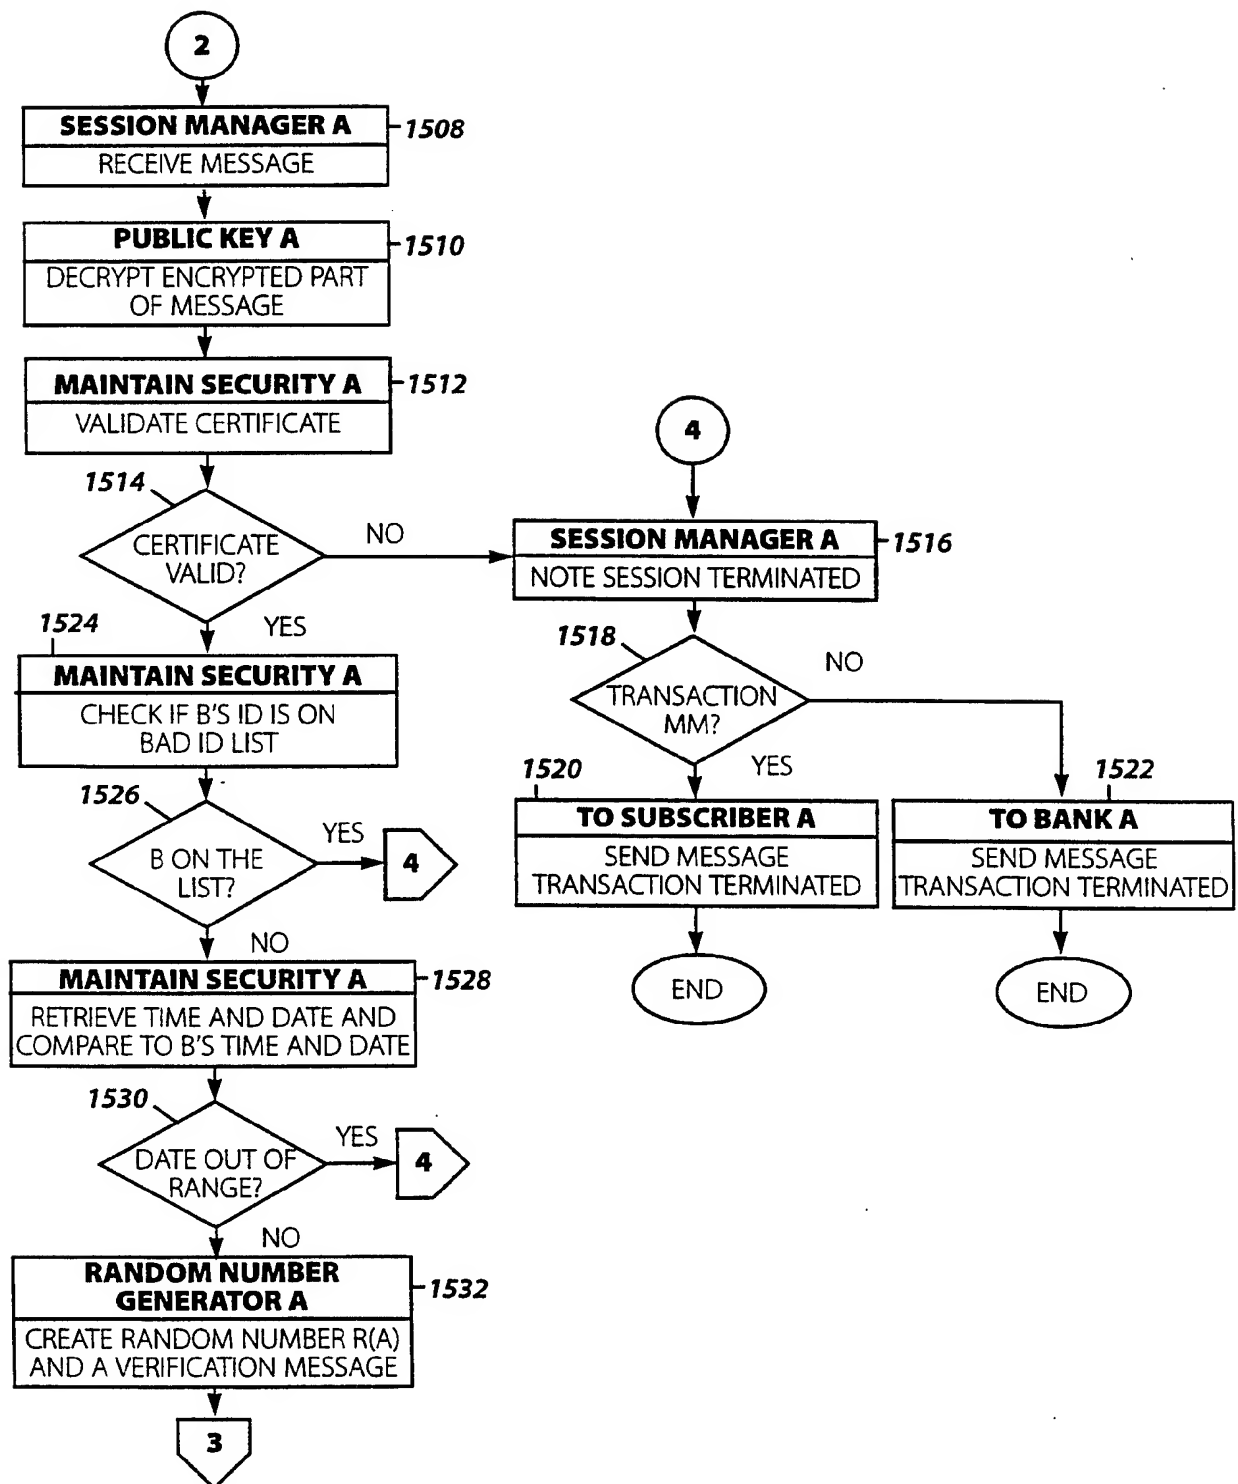 2
SESSION MANAGER A
1508
RECEIVE MESSAGE
PUBLIC KEY A
1510
DECRYPT ENCRYPTED PART
OF MESSAGE
MAINTAIN SECURITY A
1512
VALIDATE CERTIFICATE
1514
CERTIFICATE
VALID?
NO
YES
4
SESSION MANAGER A
1516
NOTE SESSION TERMINATED
1518
TRANSACTION
MM?
NO
YES
1520
TO SUBSCRIBER A
SEND MESSAGE
TRANSACTION TERMINATED
END
1522
TO BANK A
SEND MESSAGE
TRANSACTION TERMINATED
END
1524
MAINTAIN SECURITY A
CHECK IF B'S ID IS ON
BAD ID LIST
1526
B ON THE
LIST?
YES
4
NO
MAINTAIN SECURITY A
1528
RETRIEVE TIME AND DATE AND
COMPARE TO B'S TIME AND DATE
1530
DATE OUT OF
RANGE?
YES
4
NO
RANDOM NUMBER
GENERATOR A
1532
CREATE RANDOM NUMBER R(A)
AND A VERIFICATION MESSAGE
3